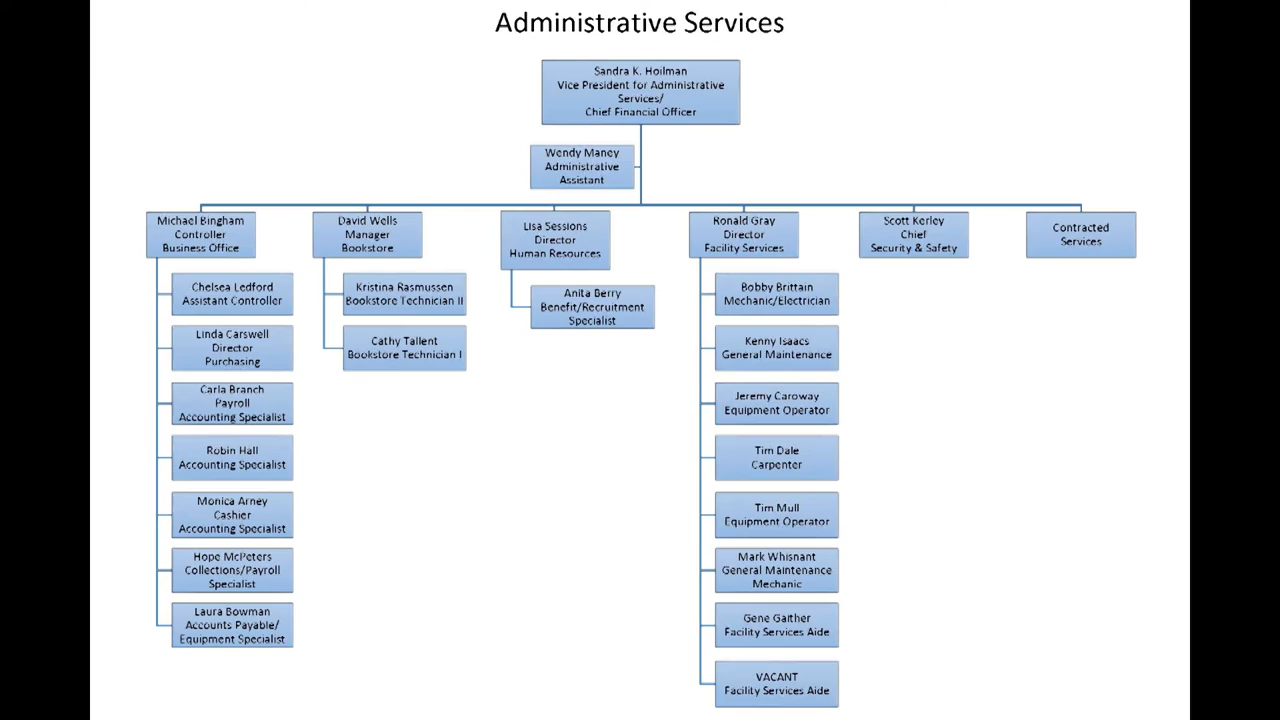 Administrative Services
Sandra K. Hoilman
Vice President for Administrative
Services/
Chief Financial Officer
Wendy Maney
Administrative
Assistant
Michael Bingham
Controller
Business Office
David Wells
Manager
Bookstore
Lisa Sessions
Director
Human Resources
Ronald Gray
Director
Facility Services
Scott Kerley
Chief
Security & Safety
Contracted
Services
Chelsea Ledford
Assistant Controller
Linda Carswell
Director
Purchasing
Carla Branch
Payroll
Accounting Specialist
Robin Hall
Accounting Specialist
Monica Arney
Cashier
Accounting Specialist
Hope McPeters
Collections/Payroll
Specialist
Laura Bowman
Accounts Payable/
Equipment Specialist
Kristina Rasmussen
Bookstore Technician II
Cathy Tallent
Bookstore Technician I
Anita Berry
Benefit/Recruitment
Specialist
Bobby Brittain
Mechanic/Electrician
Kenny Isaacs
General Maintenance
Jeremy Caroway
Equipment Operator
Tim Dale
Carpenter
Tim Mull
Equipment Operator
Mark Whisnant
General Maintenance
Mechanic
Gene Gaither
Facility Services Aide
VACANT
Facility Services Aide